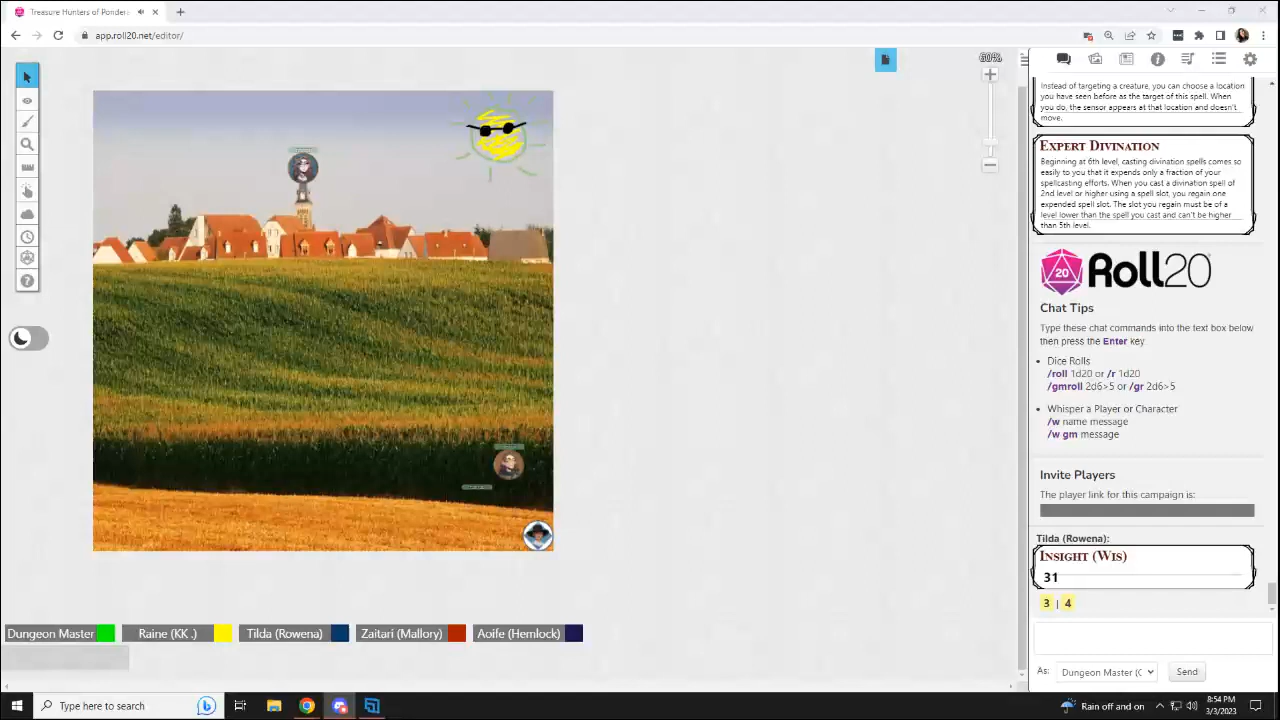 Treasure Hunters of Pondera
app.roll20.net/editor/
60%
Instead of targeting a creature, you can choose a location
you have seen before as the target of this spell. When
you do, the sensor appears at that location and doesn't
move.
EXPERT DIVINATION
Beginning at 6th level, casting divination spells comes so
easily to you that it expends only a fraction of your
spellcasting efforts. When you cast a divination spell of
2nd level or higher using a spell slot, you regain one
expended spell slot. The slot you regain must be of a
level lower than the spell you cast and can't be higher
than 5th level.
20 Roll20
Chat Tips
Type these chat commands into the text box below
then press the Enter key.
• Dice Rolls
/roll 1d20 or /r 1d20
/gmroll 2d6>5 or /gr 2d6>5
• Whisper a Player or Character
/w name message
/w gm message
Invite Players
The player link for this campaign is:
Tilda (Rowena):
INSIGHT (WIS)
31
3 | 4
Dungeon Master
Raine (KK .)
Tilda (Rowena)
Zaitari (Mallory)
Aoife (Hemlock)
As:
Dungeon Master (G
Send
Type here to search
Rain off and on
8:54 PM
3/3/2023